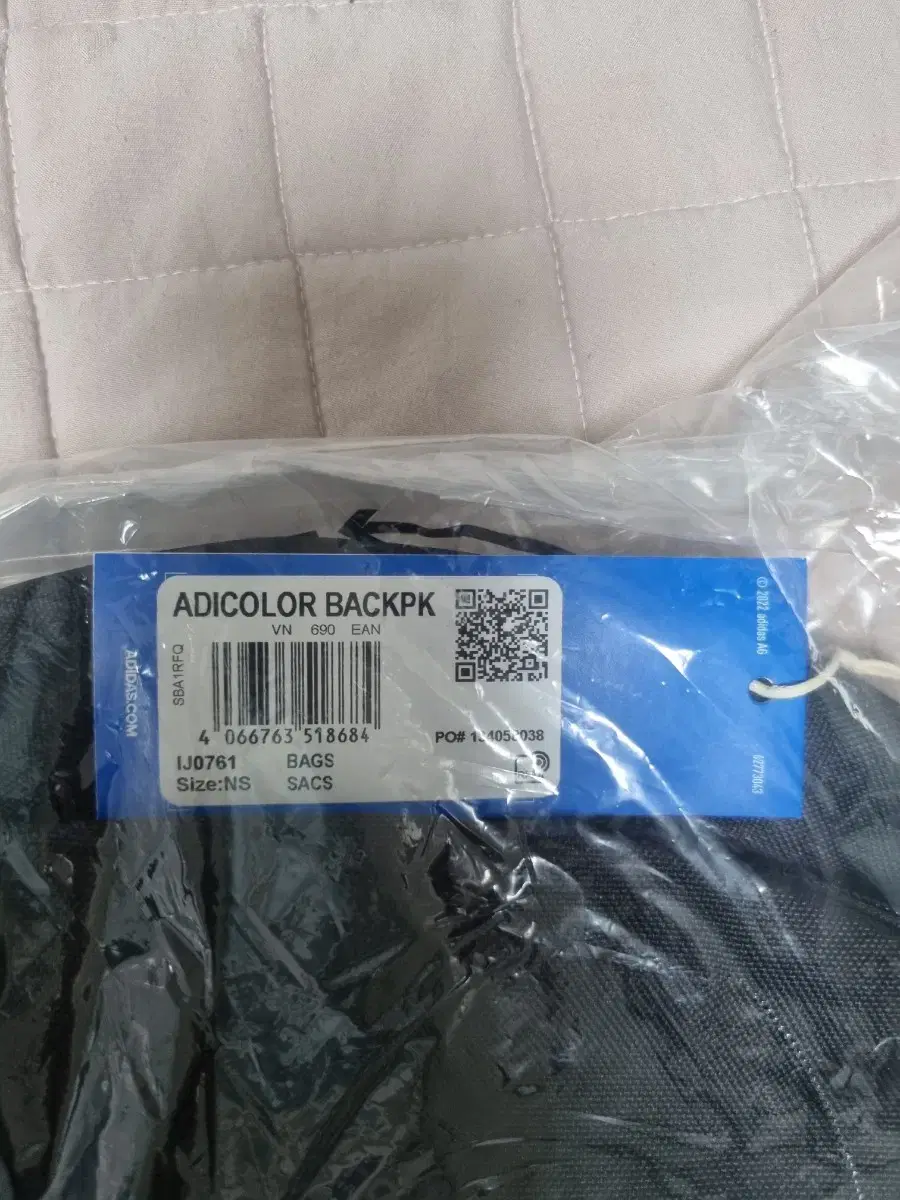 ADICOLOR BACKPK
VN 690 EAN
SBA1RFQ
4 066763 518684
PO#
IJ0761 BAGS
Size:NS SACS
ADIDAS.COM
© 2022 adidas AG